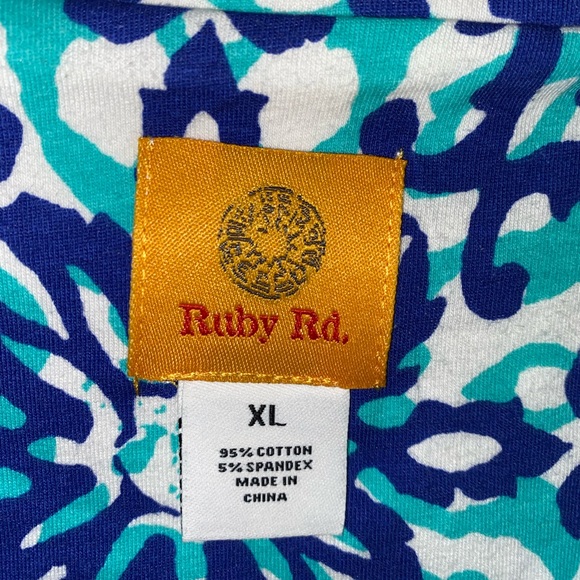 Ruby Rd.
XL
95% COTTON
5% SPANDEX
MADE IN
CHINA